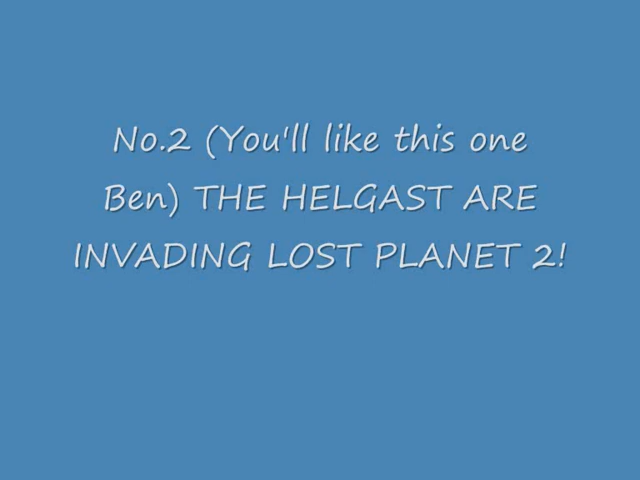 No.2 (You'll like this one
Ben) THE HELGAST ARE
INVADING LOST PLANET 2!